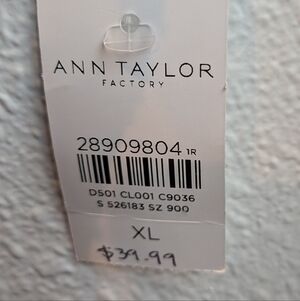 ANN TAYLOR
FACTORY
28909804 1R
D501 CL001 C9036
S 526183 SZ 900
XL
$39.99